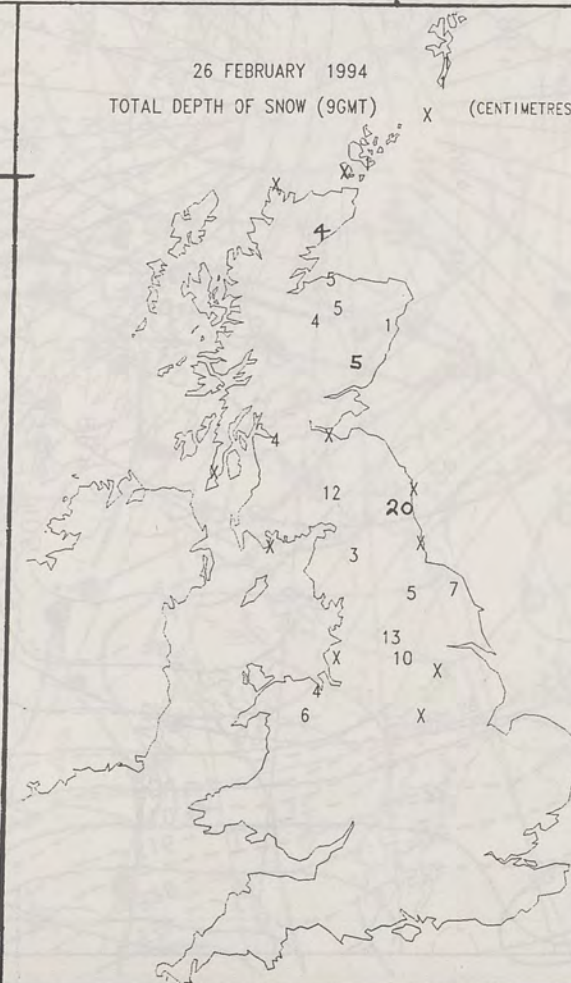 26 FEBRUARY 1994
TOTAL DEPTH OF SNOW (9GMT) X (CENTIMETRES
X X
4
5
5
4 1
5
X
4
X
12 X
20
X X
3
5 7
13
X 10
X
4
6 X